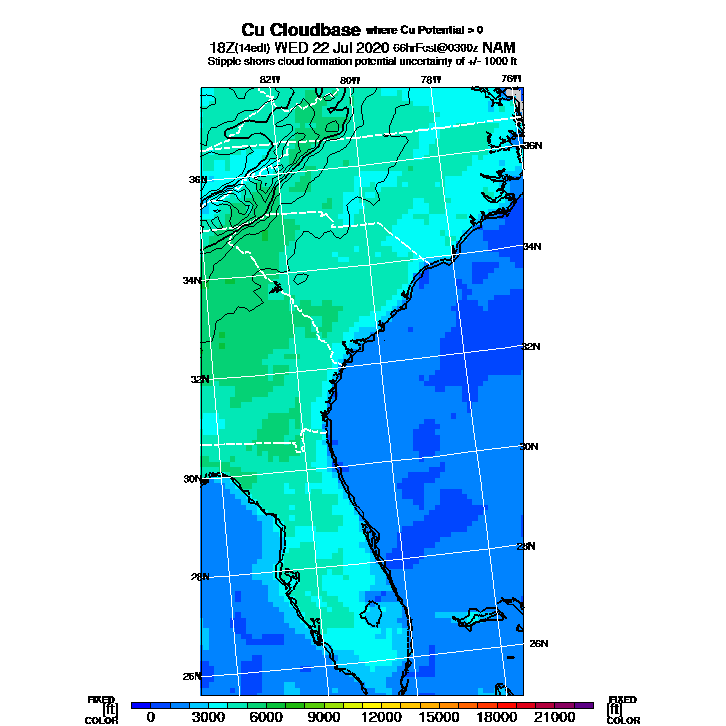 Cu Cloudbase where Cu Potential > 0
18Z(14edt) WED 22 Jul 2020 66hrFcst@0300z NAM
Stipple shows cloud formation potential uncertainty of +/- 1000 ft
82W 80W 78W 76W
36N
36N
34N
34N
32N
32N
30N
30N
28N
28N
26N
26N
FIXED [ft] COLOR
0 3000 6000 9000 12000 15000 18000 21000
FIXED [ft] COLOR